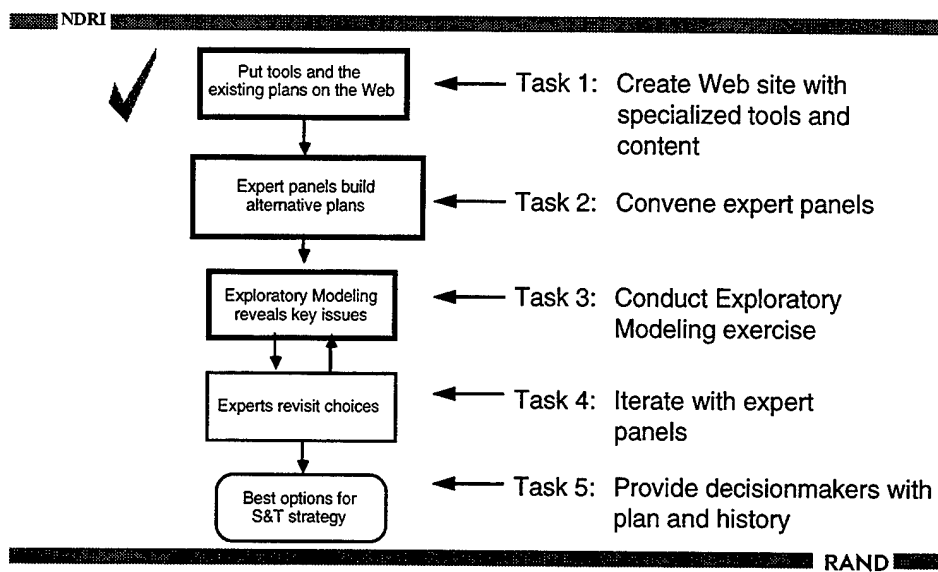 NDRI
Put tools and the
existing plans on the Web
Task 1: Create Web site with
specialized tools and
content
Expert panels build
alternative plans
Task 2: Convene expert panels
Exploratory Modeling
reveals key issues
Task 3: Conduct Exploratory
Modeling exercise
Experts revisit choices
Task 4: Iterate with expert
panels
Best options for
S&T strategy
Task 5: Provide decisionmakers with
plan and history
RAND